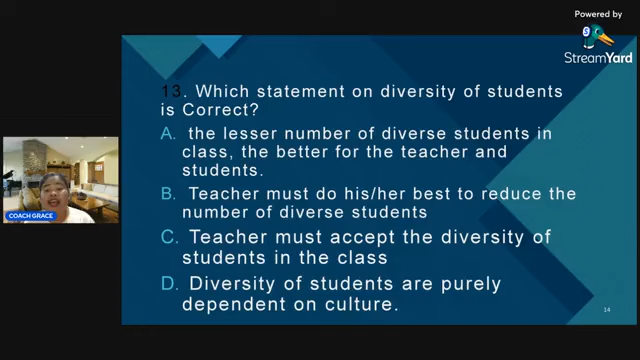 Powered by
StreamYard
13. Which statement on diversity of students
is Correct?
A. the lesser number of diverse students in
class, the better for the teacher and
students.
B. Teacher must do his/her best to reduce the
number of diverse students
C. Teacher must accept the diversity of
students in the class
D. Diversity of students are purely
dependent on culture.
COACH GRACE
14